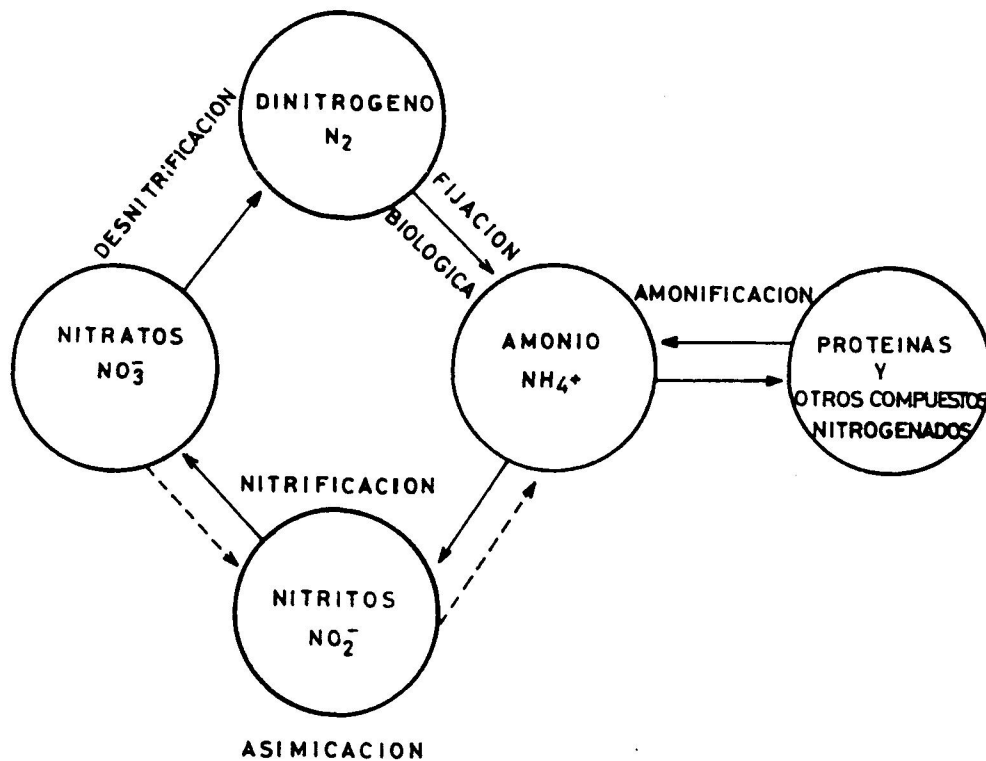 DINITROGENO
N2
DESNITRIFICACION
FIJACION
BIOLOGICA
NITRATOS
NO3-
AMONIO
NH4+
AMONIFICACION
PROTEINAS
Y
OTROS COMPUESTOS
NITROGENADOS
NITRIFICACION
NITRITOS
NO2-
ASIMICACION